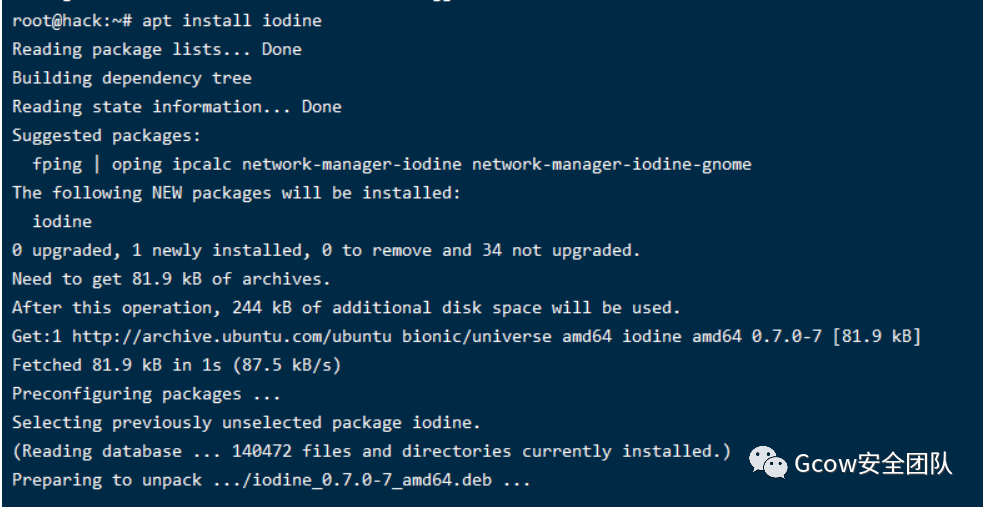 root@hack:~# apt install iodine
Reading package lists... Done
Building dependency tree
Reading state information... Done
Suggested packages:
  fping | oping ipcalc network-manager-iodine network-manager-iodine-gnome
The following NEW packages will be installed:
  iodine
0 upgraded, 1 newly installed, 0 to remove and 34 not upgraded.
Need to get 81.9 kB of archives.
After this operation, 244 kB of additional disk space will be used.
Get:1 http://archive.ubuntu.com/ubuntu bionic/universe amd64 iodine amd64 0.7.0-7 [81.9 kB]
Fetched 81.9 kB in 1s (87.5 kB/s)
Preconfiguring packages ...
Selecting previously unselected package iodine.
(Reading database ... 140472 files and directories currently installed.)
Preparing to unpack .../iodine_0.7.0-7_amd64.deb ...
Gcow安全团队